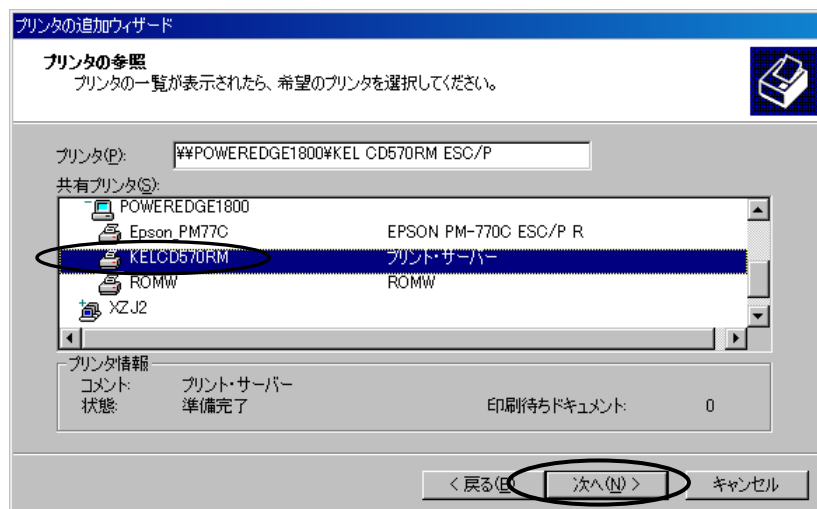 プリンタの追加ウィザード
プリンタの参照
プリンタの一覧が表示されたら、希望のプリンタを選択してください。
プリンタ(P): ¥¥POWEREDGE1800¥KEL CD570RM ESC/P
共有プリンタ(S):
POWEREDGE1800
Epson_PM77C EPSON PM-770C ESC/P R
KELCD570RM プリント・サーバー
ROMW ROMW
XZJ2
プリンタ情報
コメント: プリント・サーバー
状態: 準備完了 印刷待ちドキュメント: 0
< 戻る(B) 次へ(N) > キャンセル